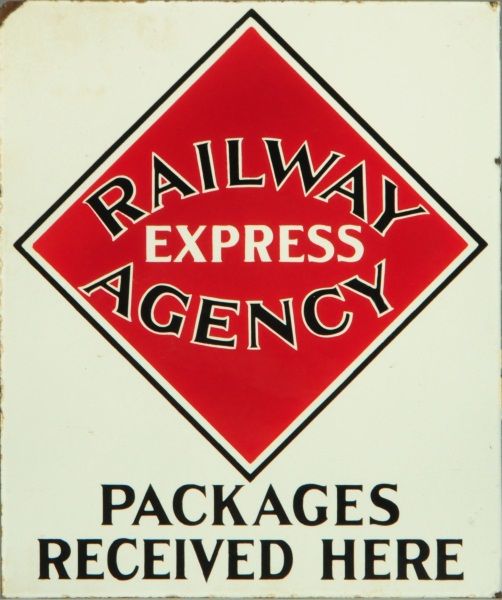 RAILWAY
EXPRESS
AGENCY
PACKAGES
RECEIVED HERE